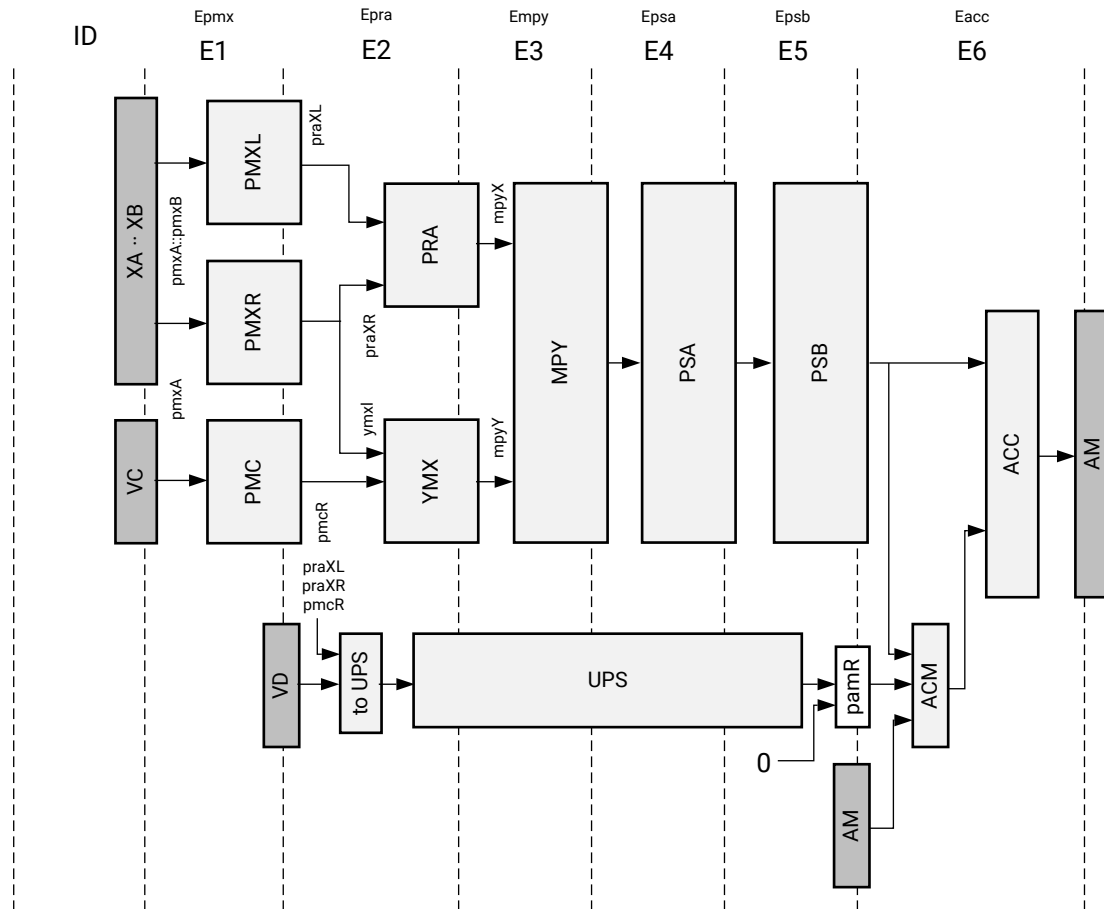 Epmx
Epra
Empy
Epsa
Epsb
Eacc
ID
E1
E2
E3
E4
E5
E6
XA ·· XB
PMXL
praXL
pmxA::pmxB
PMXR
PRA
mpyX
praXR
pmxA
VC
PMC
ymxI
YMX
mpyY
pmcR
MPY
PSA
PSB
ACC
AM
praXL
praXR
pmcR
VD
to UPS
UPS
pamR
ACM
0
AM